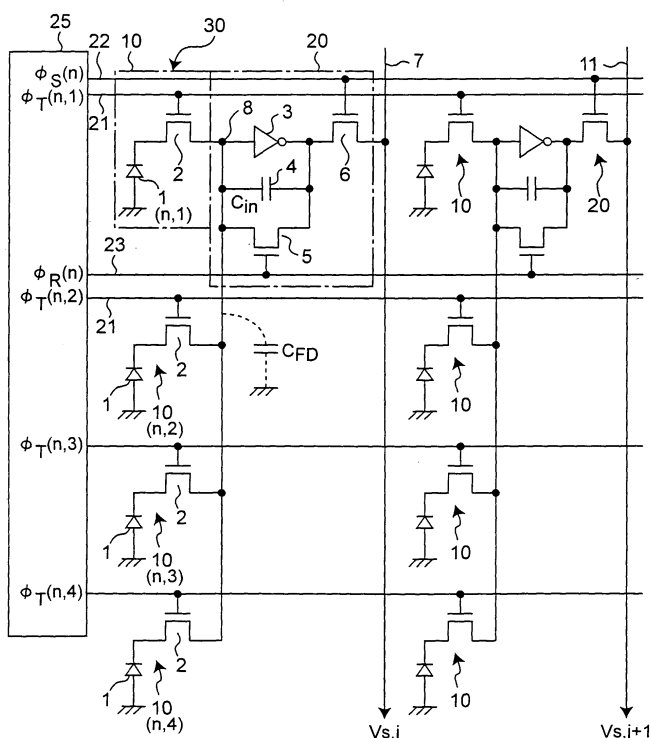 25
22
10
30
20
7
11
φS(n)
φT(n,1)
21
8
3
2
4
6
10
20
Cin
1
(n,1)
5
23
φR(n)
φT(n,2)
21
2
CFD
1
10
(n,2)
10
φT(n,3)
2
1
10
(n,3)
10
φT(n,4)
2
1
10
(n,4)
10
Vs,j
Vs,j+1